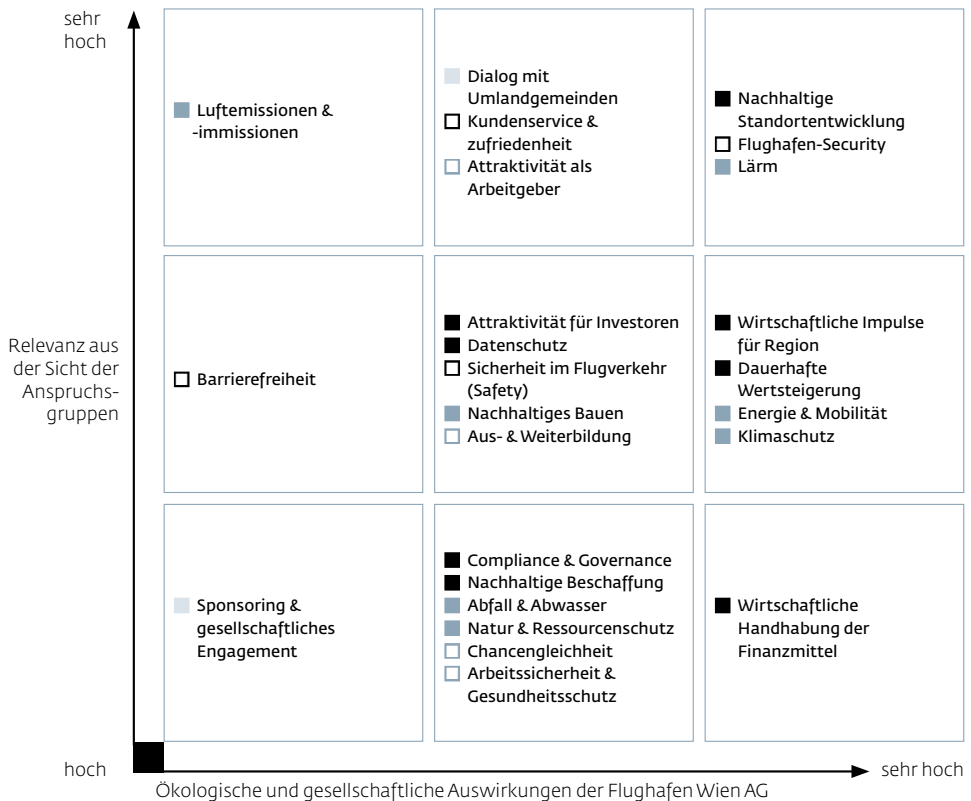 sehr
hoch
Luftemissionen &
-immissionen
Dialog mit
Umlandgemeinden
Kundenservice &
zufriedenheit
Attraktivität als
Arbeitgeber
Nachhaltige
Standortentwicklung
Flughafen-Security
Lärm
Relevanz aus
der Sicht der
Anspruchs-
gruppen
Barrierefreiheit
Attraktivität für Investoren
Datenschutz
Sicherheit im Flugverkehr
(Safety)
Nachhaltiges Bauen
Aus- & Weiterbildung
Wirtschaftliche Impulse
für Region
Dauerhafte
Wertsteigerung
Energie & Mobilität
Klimaschutz
Sponsoring &
gesellschaftliches
Engagement
Compliance & Governance
Nachhaltige Beschaffung
Abfall & Abwasser
Natur & Ressourcenschutz
Chancengleichheit
Arbeitssicherheit &
Gesundheitsschutz
Wirtschaftliche
Handhabung der
Finanzmittel
hoch
sehr hoch
Ökologische und gesellschaftliche Auswirkungen der Flughafen Wien AG